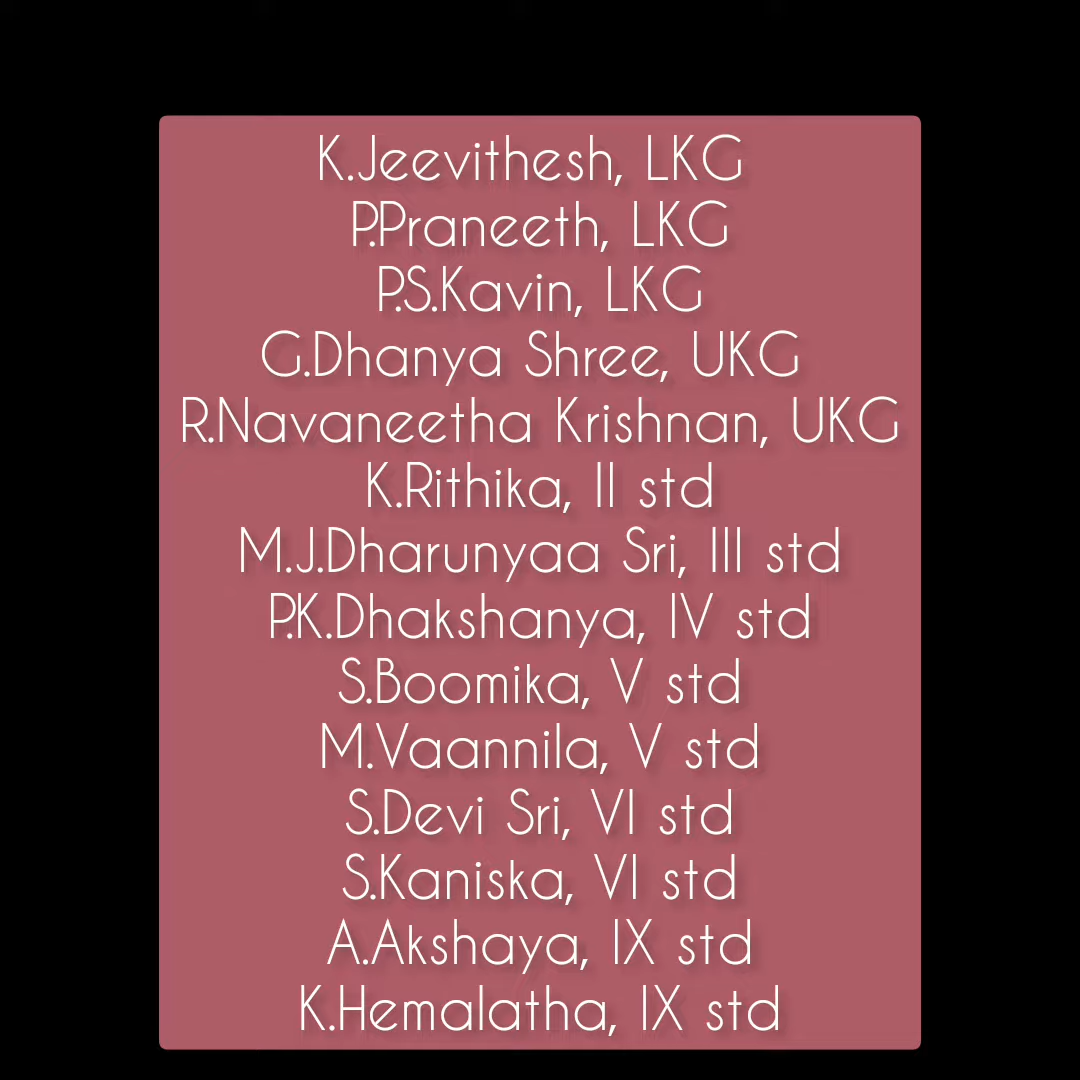 K.Jeevithesh, LKG
P.Praneeth, LKG
P.S.Kavin, LKG
G.Dhanya Shree, UKG
R.Navaneetha Krishnan, UKG
K.Rithika, II std
M.J.Dharunyaa Sri, III std
P.K.Dhakshanya, IV std
S.Boomika, V std
M.Vaannila, V std
S.Devi Sri, VI std
S.Kaniska, VI std
A.Akshaya, IX std
K.Hemalatha, IX std